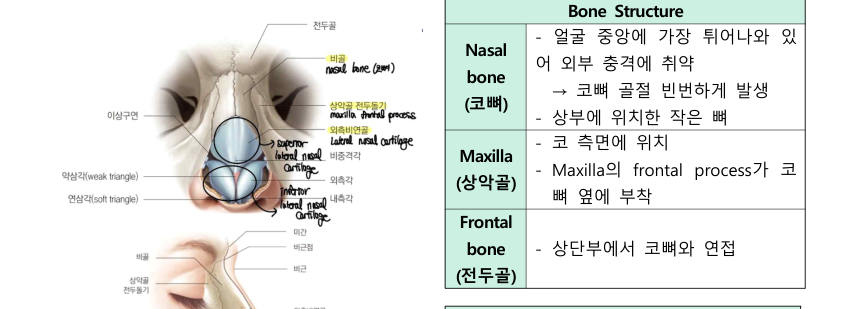 전두골
비골
nasal bone (코뼈)
상악골 전두돌기
maxilla frontal process
이상구연
외측비연골
Lateral nasal cartilage
superior
lateral nasal
cartilage
비중격각
약삼각(weak triangle)
외측각
연삼각(soft triangle)
inferior
lateral nasal
cartilage
내측각
미간
비근점
비골
비근
상악골
전두돌기
Bone Structure
Nasal
bone
(코뼈)
- 얼굴 중앙에 가장 튀어나와 있
어 외부 충격에 취약
→ 코뼈 골절 빈번하게 발생
- 상부에 위치한 작은 뼈
Maxilla
(상악골)
- 코 측면에 위치
- Maxilla의 frontal process가 코
뼈 옆에 부착
Frontal
bone
(전두골)
- 상단부에서 코뼈와 연접